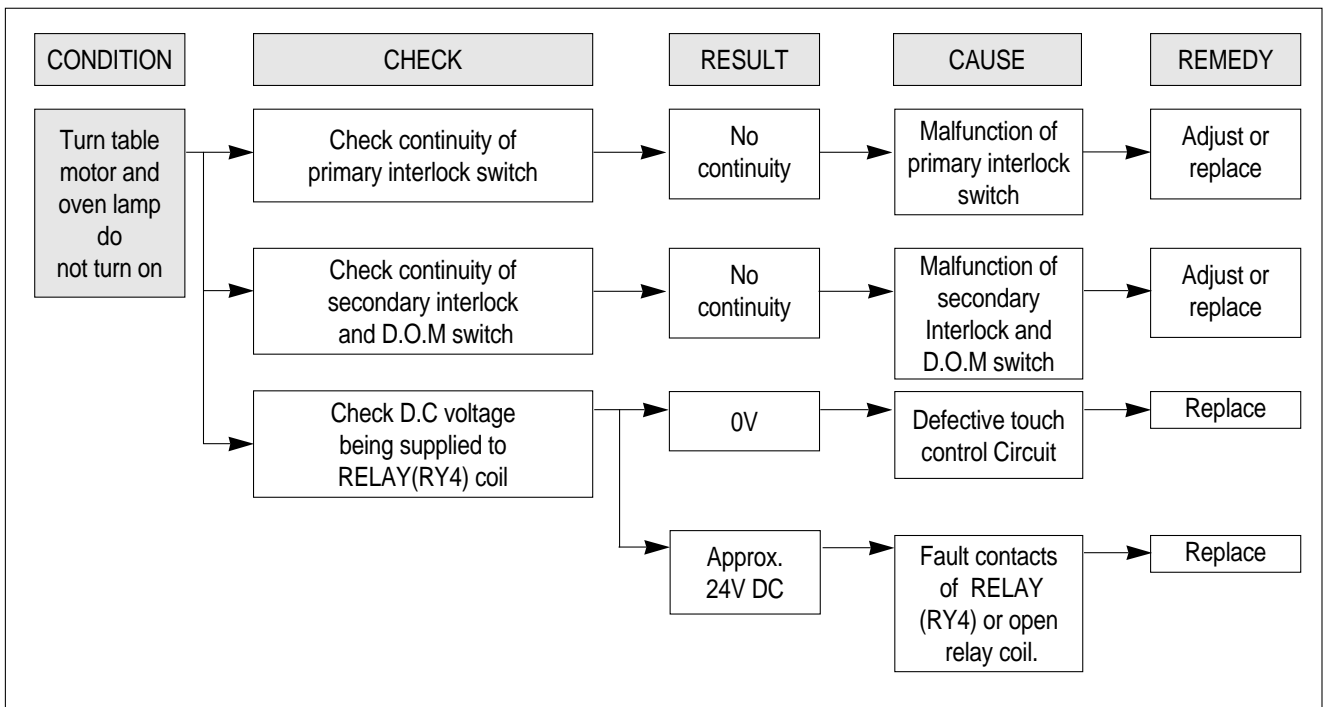 CONDITION
CHECK
RESULT
CAUSE
REMEDY
Turn table
motor and
oven lamp
do
not turn on
Check continuity of
primary interlock switch
No
continuity
Malfunction of
primary interlock
switch
Adjust or
replace
Check continuity of
secondary interlock
and D.O.M switch
No
continuity
Malfunction of
secondary
Interlock and
D.O.M switch
Adjust or
replace
Check D.C voltage
being supplied to
RELAY(RY4) coil
0V
Defective touch
control Circuit
Replace
Approx.
24V DC
Fault contacts
of RELAY
(RY4) or open
relay coil.
Replace